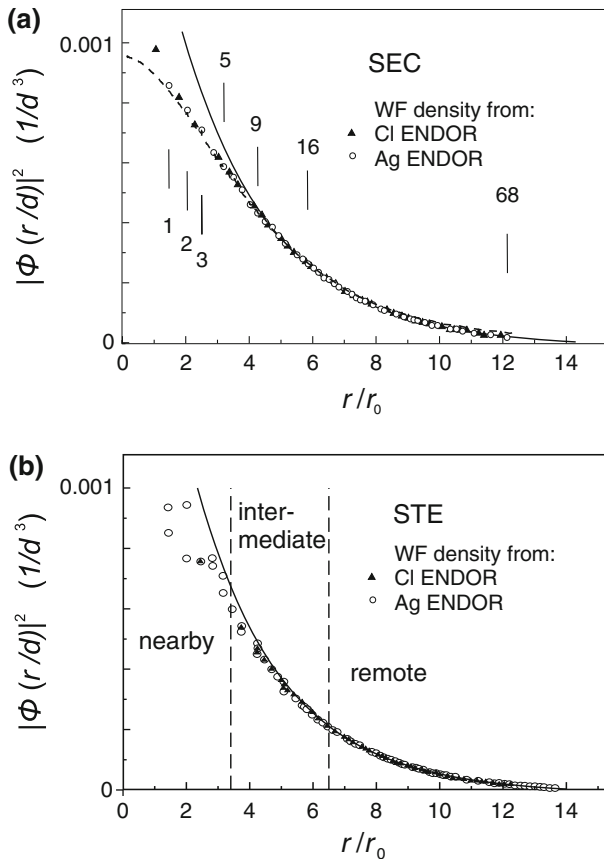 (a)
|Φ (r/d)|² (1/d³)
0.001
0
SEC
WF density from:
▲ Cl ENDOR
○ Ag ENDOR
5
9
16
68
1
2
3
0 2 4 6 8 10 12 14
r/r₀
(b)
|Φ (r/d)|² (1/d³)
0.001
0
inter-
mediate
STE
WF density from:
▲ Cl ENDOR
○ Ag ENDOR
nearby
remote
0 2 4 6 8 10 12 14
r/r₀